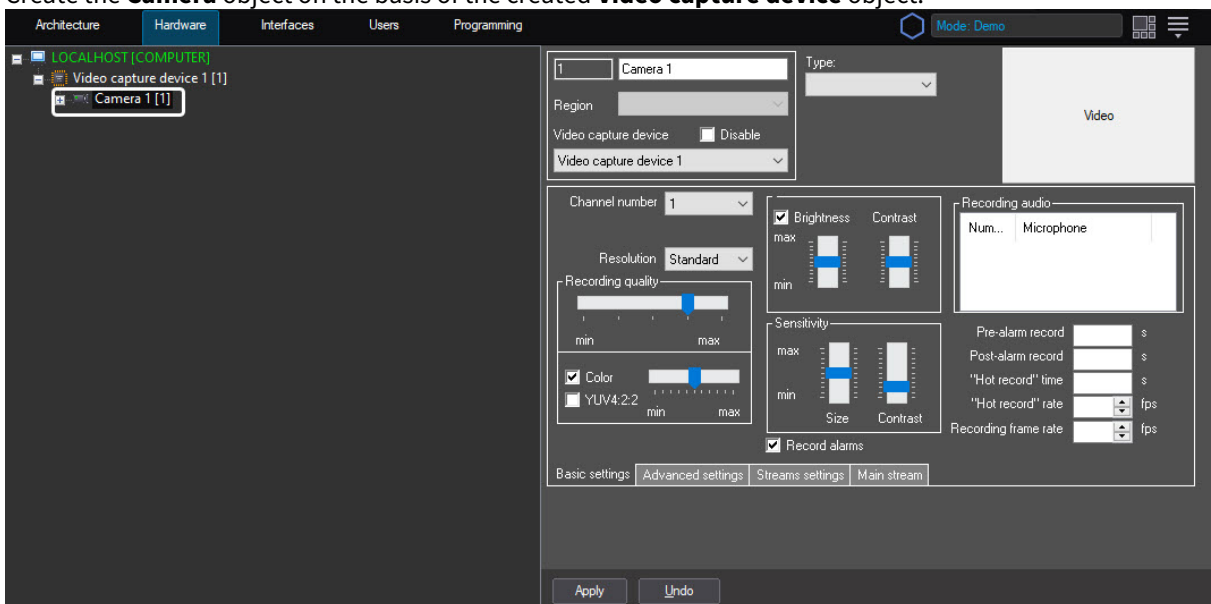 Create the Camera object on the basis of the created Video capture device object.
Architecture Hardware Interfaces Users Programming Mode: Demo
LOCALHOST [COMPUTER]
Video capture device 1 [1]
Camera 1 [1]
1 Camera 1
Type:
Region
Video capture device Disable
Video capture device 1
Video
Channel number 1
Resolution Standard
Recording quality
min max
Color
YUV4:2:2
min max
Brightness Contrast
max
min
Sensitivity
max
min
Size Contrast
Record alarms
Recording audio
Num... Microphone
Pre-alarm record s
Post-alarm record s
"Hot record" time s
"Hot record" rate fps
Recording frame rate fps
Basic settings Advanced settings Streams settings Main stream
Apply Undo